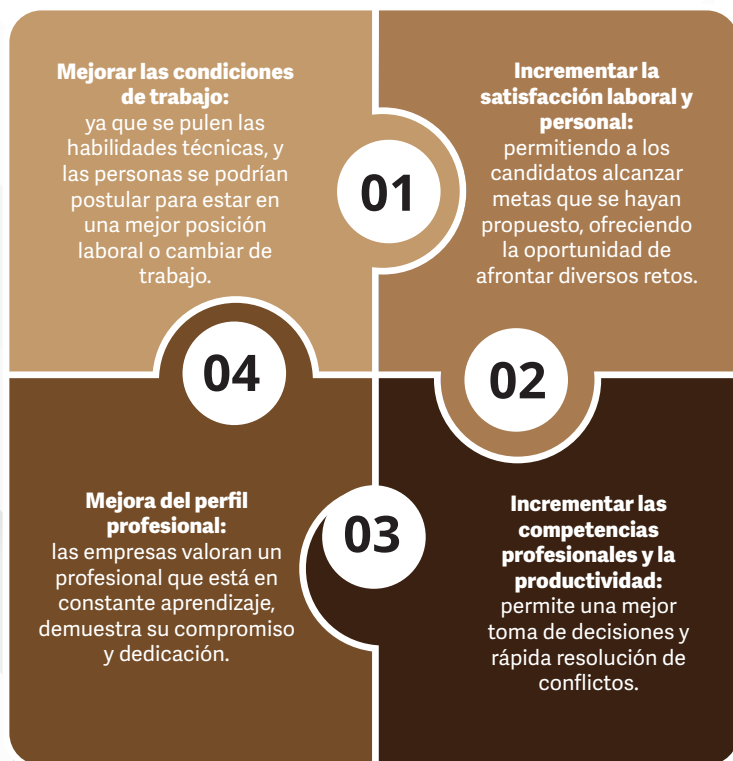 Mejorar las condiciones
de trabajo:
ya que se pulen las
habilidades técnicas, y
las personas se podrían
postular para estar en
una mejor posición
laboral o cambiar de
trabajo.
01
Incrementar la
satisfacción laboral y
personal:
permitiendo a los
candidatos alcanzar
metas que se hayan
propuesto, ofreciendo
la oportunidad de
afrontar diversos retos.
02
Incrementar las
competencias
profesionales y la
productividad:
permite una mejor
toma de decisiones y
rápida resolución de
conflictos.
03
Mejora del perfil
profesional:
las empresas valoran un
profesional que está en
constante aprendizaje,
demuestra su compromiso
y dedicación.
04